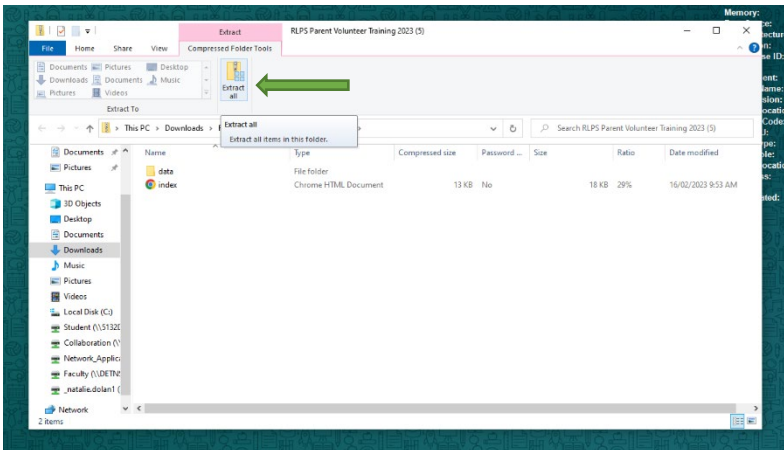 Memory:
Extract
RLPS Parent Volunteer Training 2023 (5)
File Home Share View Compressed Folder Tools
Documents Pictures Desktop
Downloads Documents Music
Pictures Videos
Extract all
Extract To
This PC > Downloads >
Search RLPS Parent Volunteer Training 2023 (5)
Extract all
Extract all items in this folder.
Name Type Compressed size Password ... Size Ratio Date modified
data File folder
index Chrome HTML Document 13 KB No 18 KB 29% 16/02/2023 9:53 AM
Documents
Pictures
This PC
3D Objects
Desktop
Documents
Downloads
Music
Pictures
Videos
Local Disk (C:)
Student (\\5132D
Collaboration (\\
Network_Applic
Faculty (\\DETN
_natalie.dolan1 (
Network
2 items